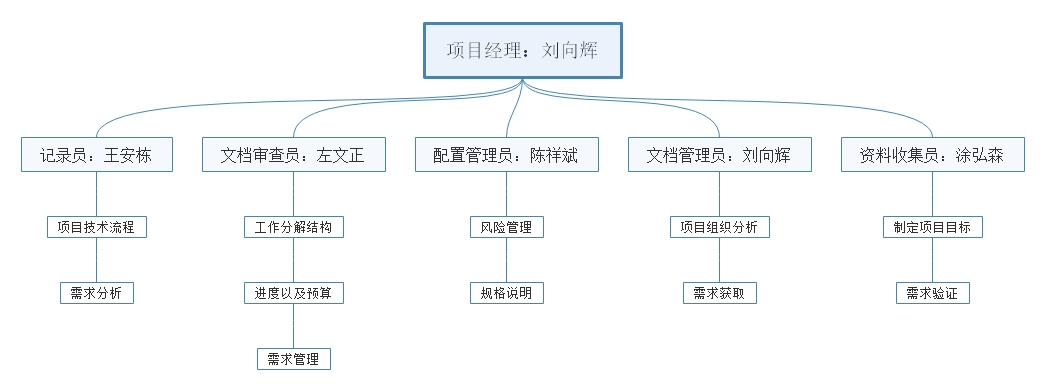 项目经理：刘向辉
记录员：王安栋
文档审查员：左文正
配置管理员：陈祥斌
文档管理员：刘向辉
资料收集员：涂弘森
项目技术流程
工作分解结构
风险管理
项目组织分析
制定项目目标
需求分析
进度以及预算
规格说明
需求获取
需求验证
需求管理